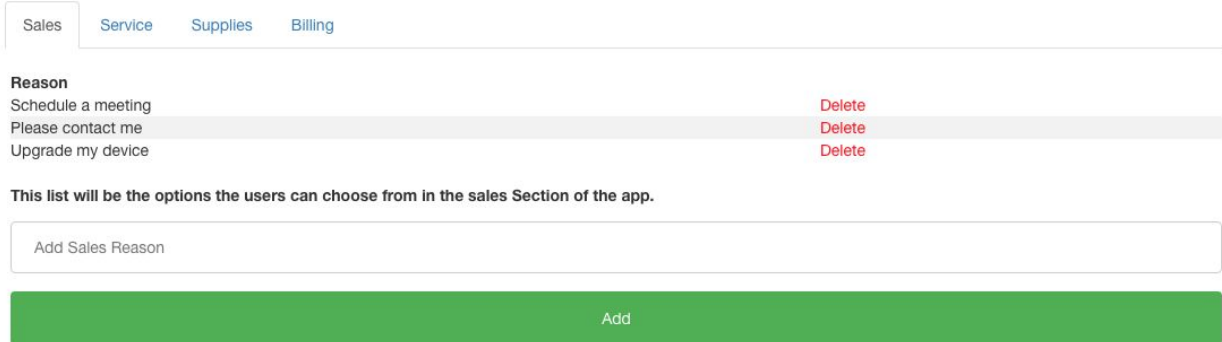 Sales Service Supplies Billing
Reason
Schedule a meeting Delete
Please contact me Delete
Upgrade my device Delete
This list will be the options the users can choose from in the sales Section of the app.
Add Sales Reason
Add